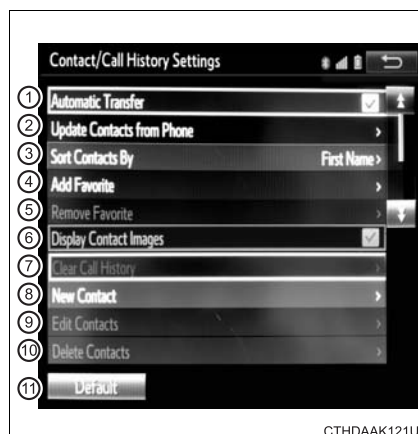 Contact/Call History Settings
1 Automatic Transfer
2 Update Contacts from Phone >
3 Sort Contacts By First Name >
4 Add Favorite >
5 Remove Favorite >
6 Display Contact Images
7 Clear Call History >
8 New Contact >
9 Edit Contacts >
10 Delete Contacts >
11 Default
CTHDAAK121U